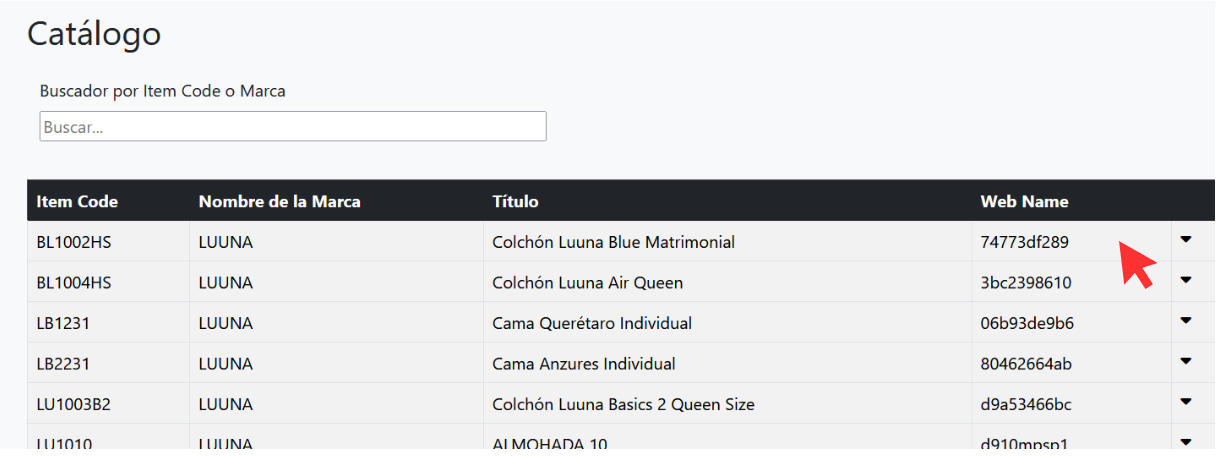 Catálogo
Buscador por Item Code o Marca
Buscar...
Item Code Nombre de la Marca Título Web Name
BL1002HS LUUNA Colchón Luuna Blue Matrimonial 74773df289
BL1004HS LUUNA Colchón Luuna Air Queen 3bc2398610
LB1231 LUUNA Cama Querétaro Individual 06b93de9b6
LB2231 LUUNA Cama Anzures Individual 80462664ab
LU1003B2 LUUNA Colchón Luuna Basics 2 Queen Size d9a53466bc
LU1010 LUUNA ALMOHADA 10 d910mpsp1